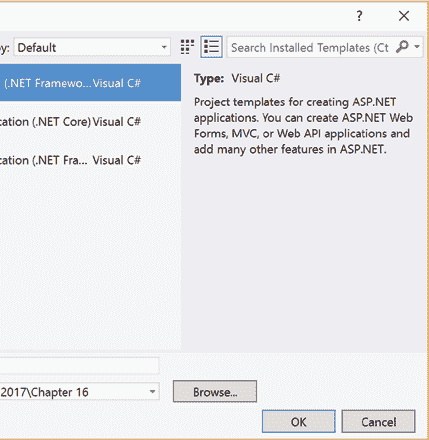 ? ×
by: Default Search Installed Templates (Ct
(.NET Framewo...Visual C#
cation (.NET Core) Visual C#
cation (.NET Fra... Visual C#
Type: Visual C#
Project templates for creating ASP.NET
applications. You can create ASP.NET Web
Forms, MVC, or Web API applications and
add many other features in ASP.NET.
2017\Chapter 16 Browse...
OK Cancel